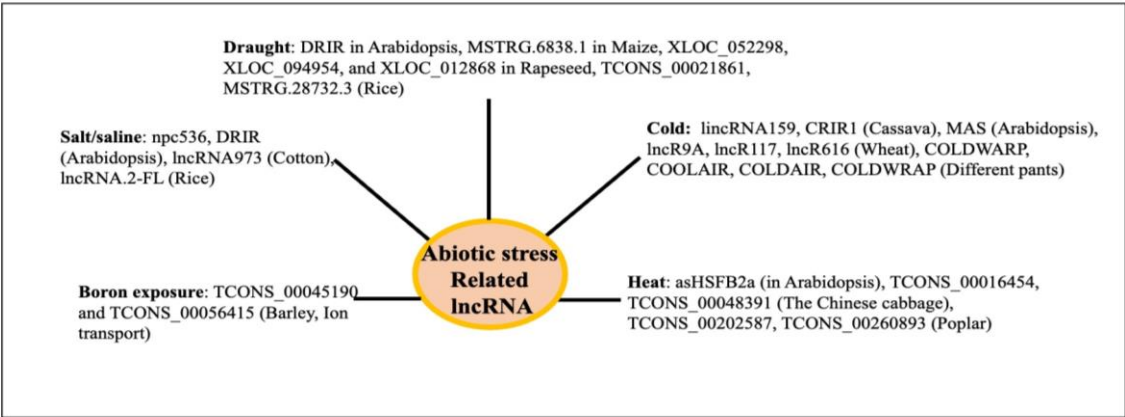 Draught: DRIR in Arabidopsis, MSTRG.6838.1 in Maize, XLOC_052298,
XLOC_094954, and XLOC_012868 in Rapeseed, TCONS_00021861,
MSTRG.28732.3 (Rice)
Salt/saline: npc536, DRIR
(Arabidopsis), lncRNA973 (Cotton),
lncRNA.2-FL (Rice)
Cold: lincRNA159, CRIR1 (Cassava), MAS (Arabidopsis),
lncR9A, lncR117, lncR616 (Wheat), COLDWARP,
COOLAIR, COLDAIR, COLDWRAP (Different pants)
Abiotic stress
Related
lncRNA
Boron exposure: TCONS_00045190
and TCONS_00056415 (Barley, Ion
transport)
Heat: asHSFB2a (in Arabidopsis), TCONS_00016454,
TCONS_00048391 (The Chinese cabbage),
TCONS_00202587, TCONS_00260893 (Poplar)